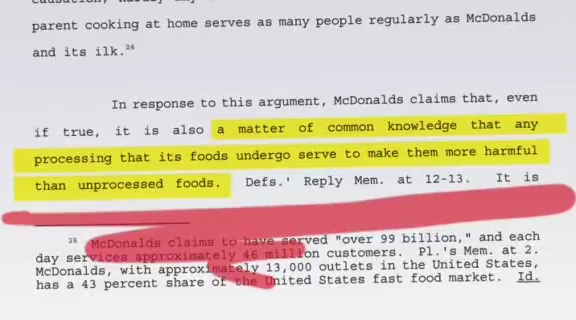 parent cooking at home serves as many people regularly as McDonalds
and its ilk.26
In response to this argument, McDonalds claims that, even
if true, it is also a matter of common knowledge that any
processing that its foods undergo serve to make them more harmful
than unprocessed foods. Defs.' Reply Mem. at 12-13. It is
26 McDonalds claims to have served "over 99 billion," and each
day services approximately 46 million customers. Pl.'s Mem. at 2.
McDonalds, with approximately 13,000 outlets in the United States,
has a 43 percent share of the United States fast food market. Id.